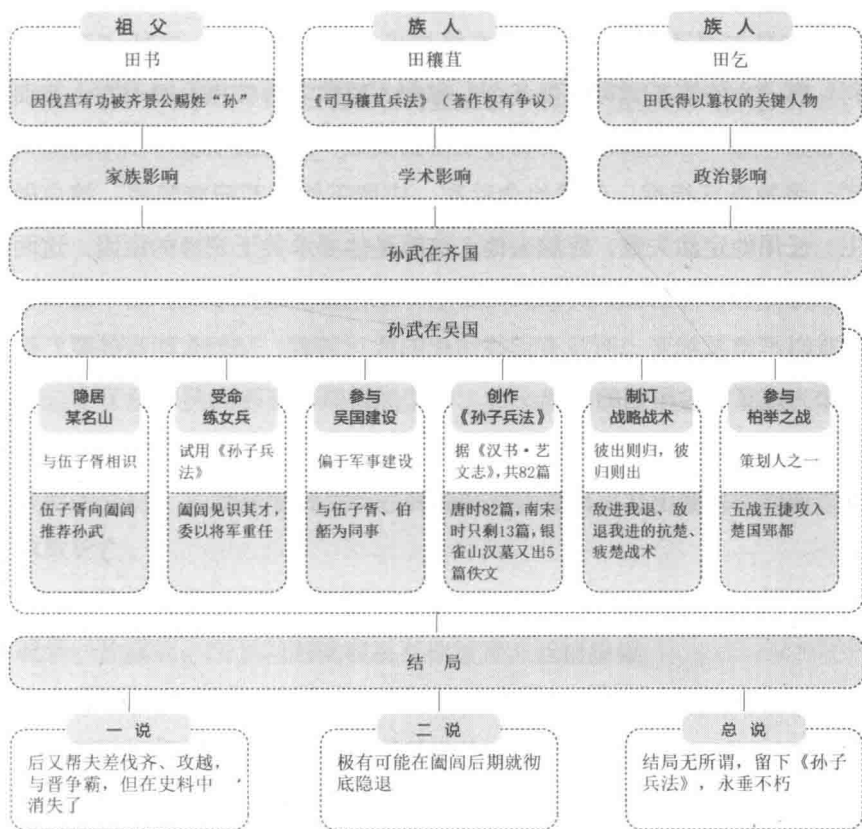 祖父
田书
因伐莒有功被齐景公赐姓“孙”
家族影响
族人
田穰苴
《司马穰苴兵法》（著作权有争议）
学术影响
族人
田乞
田氏得以篡权的关键人物
政治影响
孙武在齐国
孙武在吴国
隐居
某名山
与伍子胥相识
伍子胥向阖闾
推荐孙武
受命
练女兵
试用《孙子兵
法》
阖闾见识其才，
委以将军重任
参与
吴国建设
偏于军事建设
与伍子胥、伯
嚭为同事
创作
《孙子兵法》
据《汉书·艺
文志》，共82篇
唐时82篇，南宋
时只剩13篇，银
雀山汉墓又出5
篇佚文
制订
战略战术
彼出则归，彼
归则出
敌进我退、敌
退我进的抗楚、
疲楚战术
参与
柏举之战
策划人之一
五战五捷攻入
楚国郢都
结局
一说
后又帮夫差伐齐、攻越，
与晋争霸，但在史料中
消失了
二说
极有可能在阖闾后期就彻
底隐退
总说
结局无所谓，留下《孙子
兵法》，永垂不朽